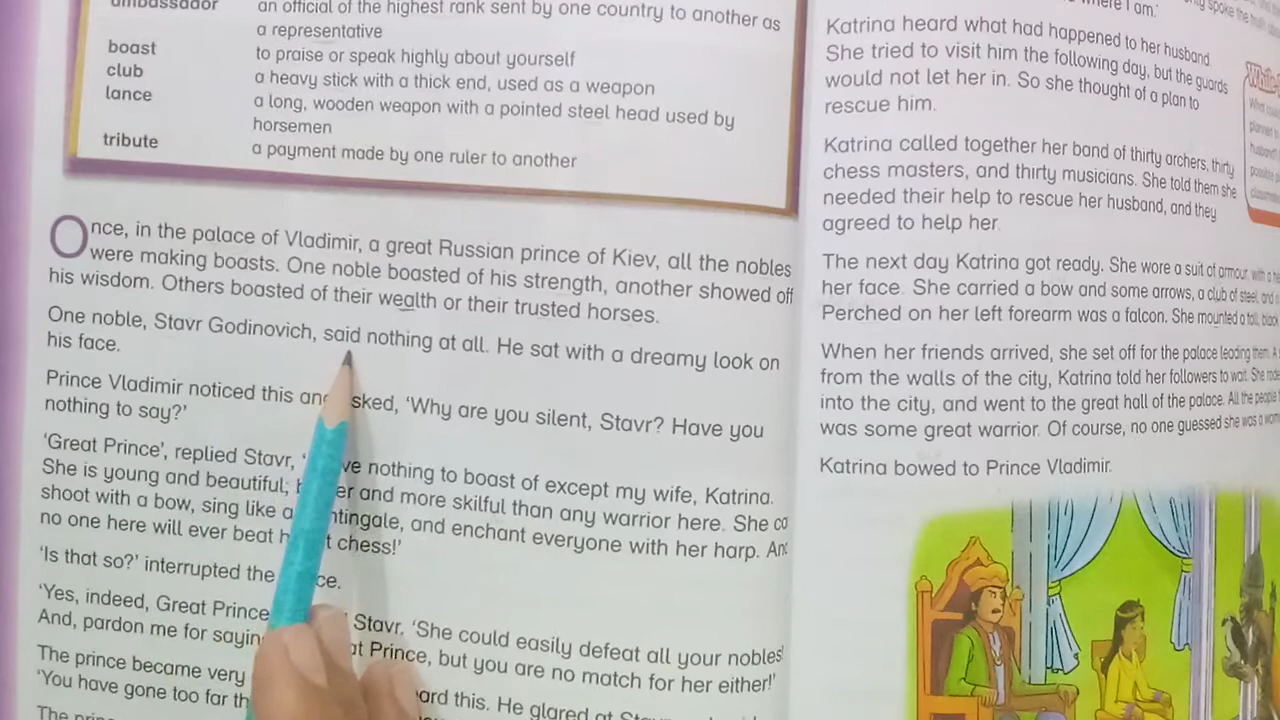 ambassador an official of the highest rank sent by one country to another as
a representative
boast to praise or speak highly about yourself
club a heavy stick with a thick end, used as a weapon
lance a long, wooden weapon with a pointed steel head used by
horsemen
tribute a payment made by one ruler to another
Once, in the palace of Vladimir, a great Russian prince of Kiev, all the nobles
were making boasts. One noble boasted of his strength, another showed off
his wisdom. Others boasted of their wealth or their trusted horses.
One noble, Stavr Godinovich, said nothing at all. He sat with a dreamy look on
his face.
Prince Vladimir noticed this and asked, 'Why are you silent, Stavr? Have you
nothing to say?'
'Great Prince', replied Stavr, ' nothing to boast of except my wife, Katrina.
She is young and beautiful; and more skilful than any warrior here. She
shoot with a bow, sing like a nightingale, and enchant everyone with her harp. And
no one here will ever beat chess!'
'Is that so?' interrupted the
'Yes, indeed, Great Prince Stavr, 'She could easily defeat all your nobles!
And, pardon me for saying Prince, but you are no match for her either!'
The prince became very heard this. He glared at
'You have gone too far
The
where I am.'
spoke the truth
Katrina heard what had happened to her husband.
She tried to visit him the following day, but the guards
would not let her in. So she thought of a plan to
rescue him.
Katrina called together her band of thirty archers, thirty
chess masters, and thirty musicians. She told them she
needed their help to rescue her husband, and they
agreed to help her.
The next day Katrina got ready. She wore a suit of armour, with a
her face. She carried a bow and some arrows, a club of steel, and
Perched on her left forearm was a falcon. She mounted a tall, black
When her friends arrived, she set off for the palace leading them. A
from the walls of the city, Katrina told her followers to wait. She rode
into the city, and went to the great hall of the palace. All the people
was some great warrior. Of course, no one guessed she was a
Katrina bowed to Prince Vladimir.